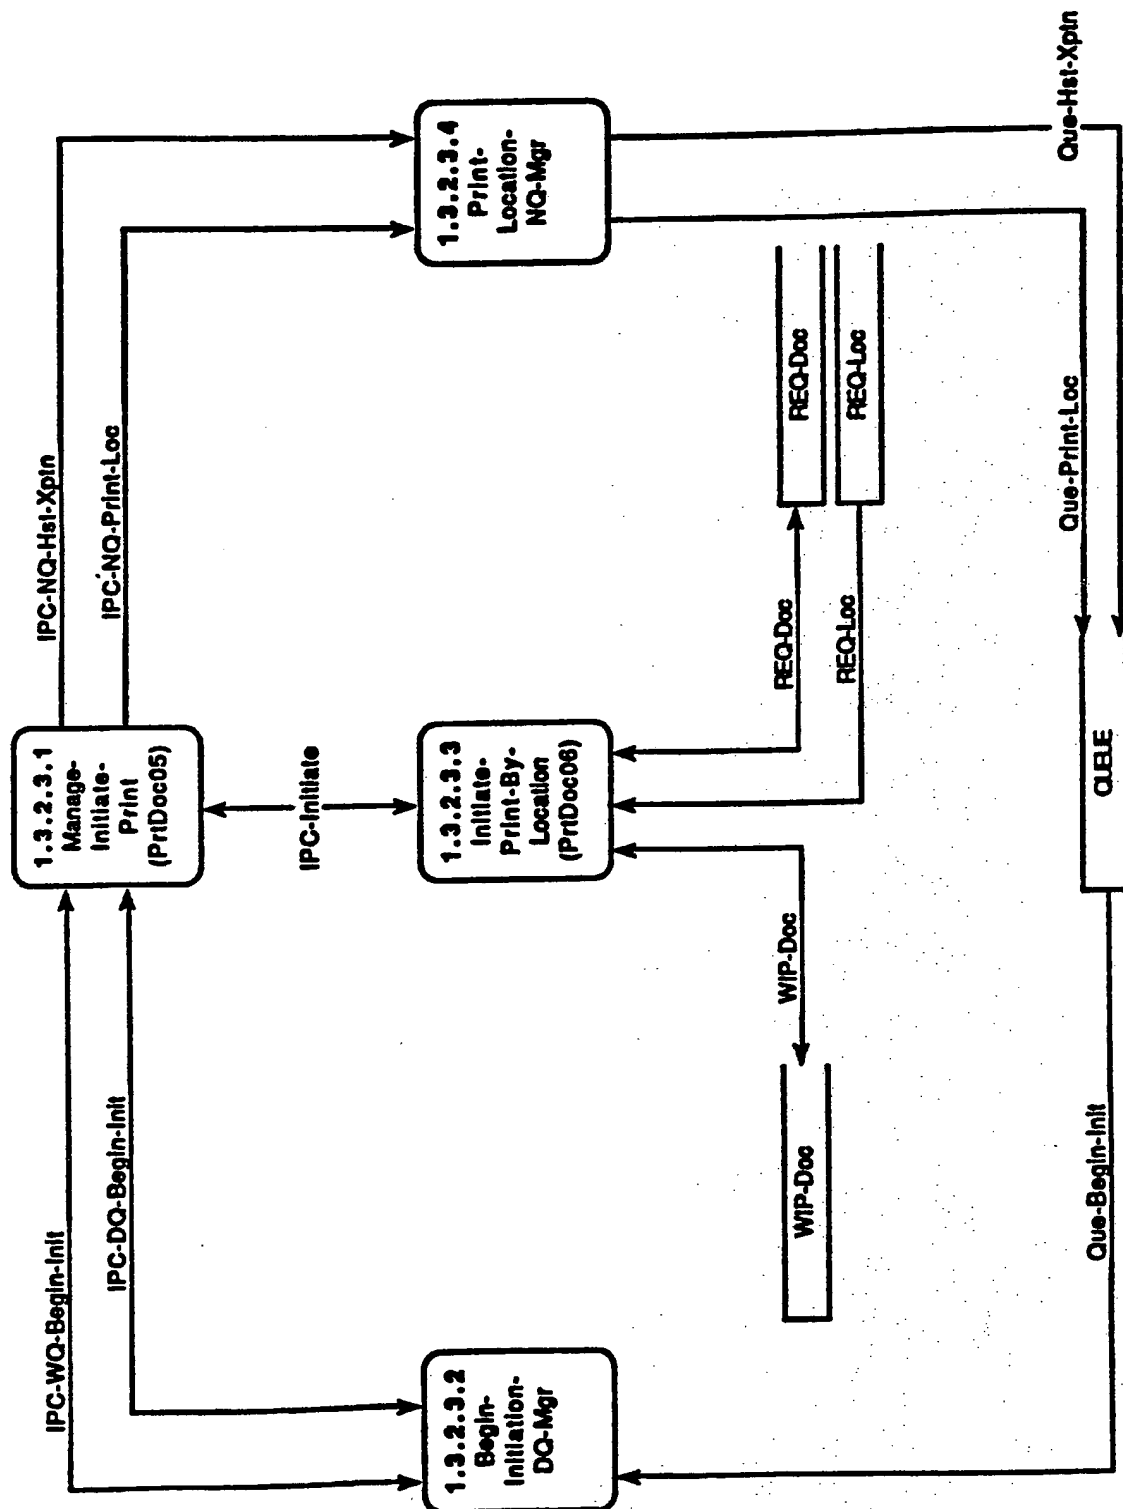 IPC-WQ-Begin-Init
IPC-NQ-Hst-Xptn
1.3.2.3.1
Manage-
Initiate-
Print
(PrtDoc05)
IPC-DQ-Begin-Init
IPC-NQ-Print-Loc
IPC-Initiate
1.3.2.3.2
Begin-
Initiation-
DQ-Mgr
1.3.2.3.3
Initiate-
Print-By-
Location
(PrtDoc06)
1.3.2.3.4
Print-
Location-
NQ-Mgr
WIP-Doc
WIP-Doc
REQ-Doc
REQ-Doc
REQ-Loc
REQ-Loc
Que-Begin-Init
QUEUE
Que-Print-Loc
Que-Hst-Xptn